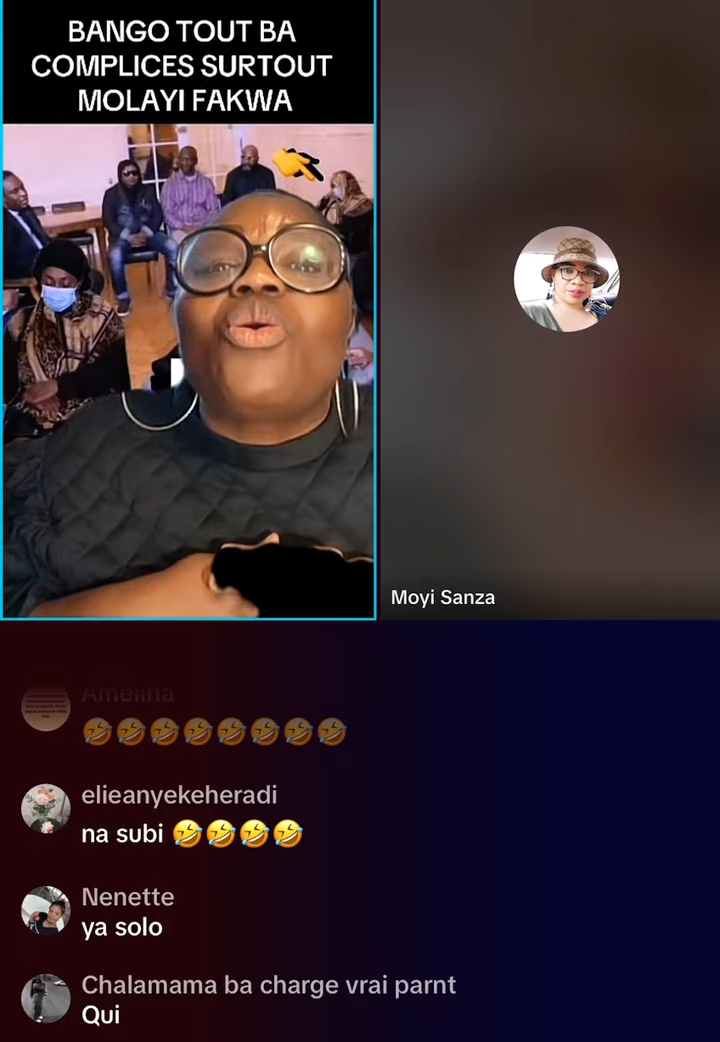 BANGO TOUT BA
COMPLICES SURTOUT
MOLAYI FAKWA
Moyi Sanza
Amelina
🤣🤣🤣🤣🤣🤣🤣🤣
elieanyekeheradi
na subi 🤣🤣🤣🤣
Nenette
ya solo
Chalamama ba charge vrai parnt
Qui